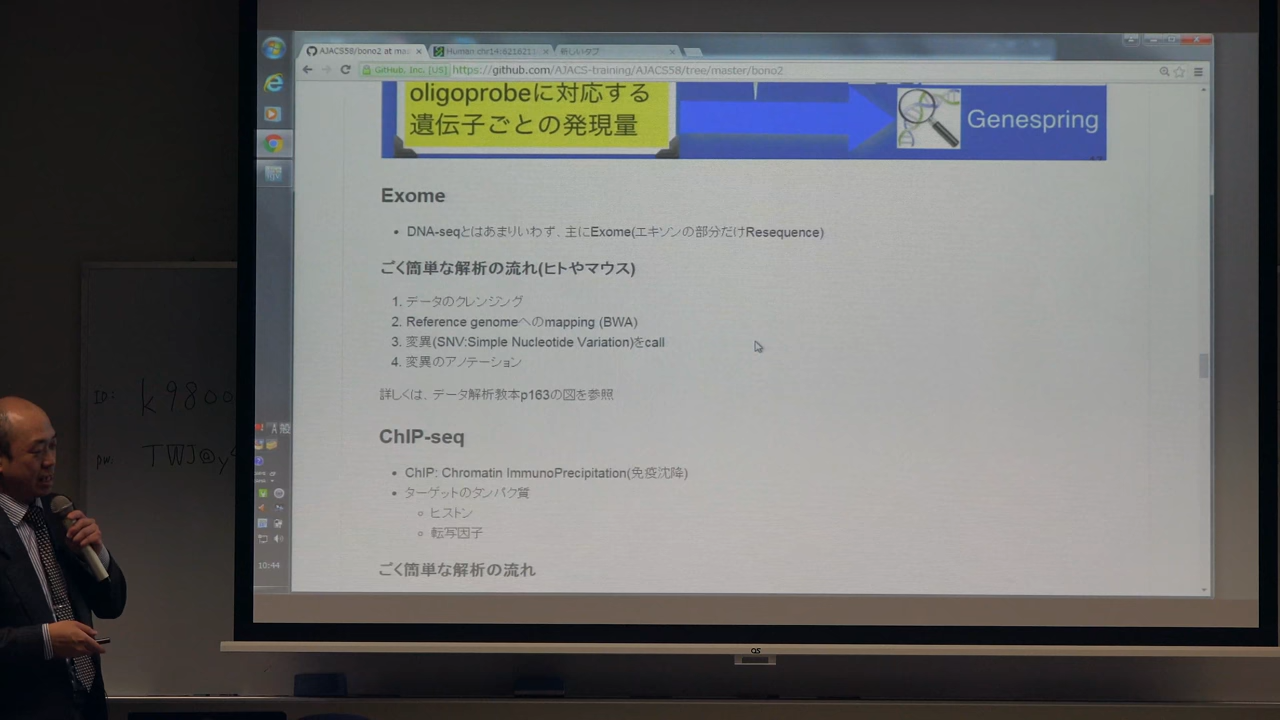 AJACS58/bono2 at mas
Human chr14:621621
新しいタブ
GitHub, Inc. [US]
https://github.com/AJACS-training/AJACS58/tree/master/bono2
oligoprobeに対応する
遺伝子ごとの発現量
Genespring
Exome
• DNA-seqとはあまりいわず、主にExome(エキソンの部分だけResequence)
ごく簡単な解析の流れ(ヒトやマウス)
1. データのクレンジング
2. Reference genomeへのmapping (BWA)
3. 変異(SNV:Simple Nucleotide Variation)をcall
4. 変異のアノテーション
詳しくは、データ解析教本p163の図を参照
ChIP-seq
• ChIP: Chromatin ImmunoPrecipitation(免疫沈降)
• ターゲットのタンパク質
○ ヒストン
○ 転写因子
ごく簡単な解析の流れ
10:44
ID: k9800
pw: TWJ@y
OS